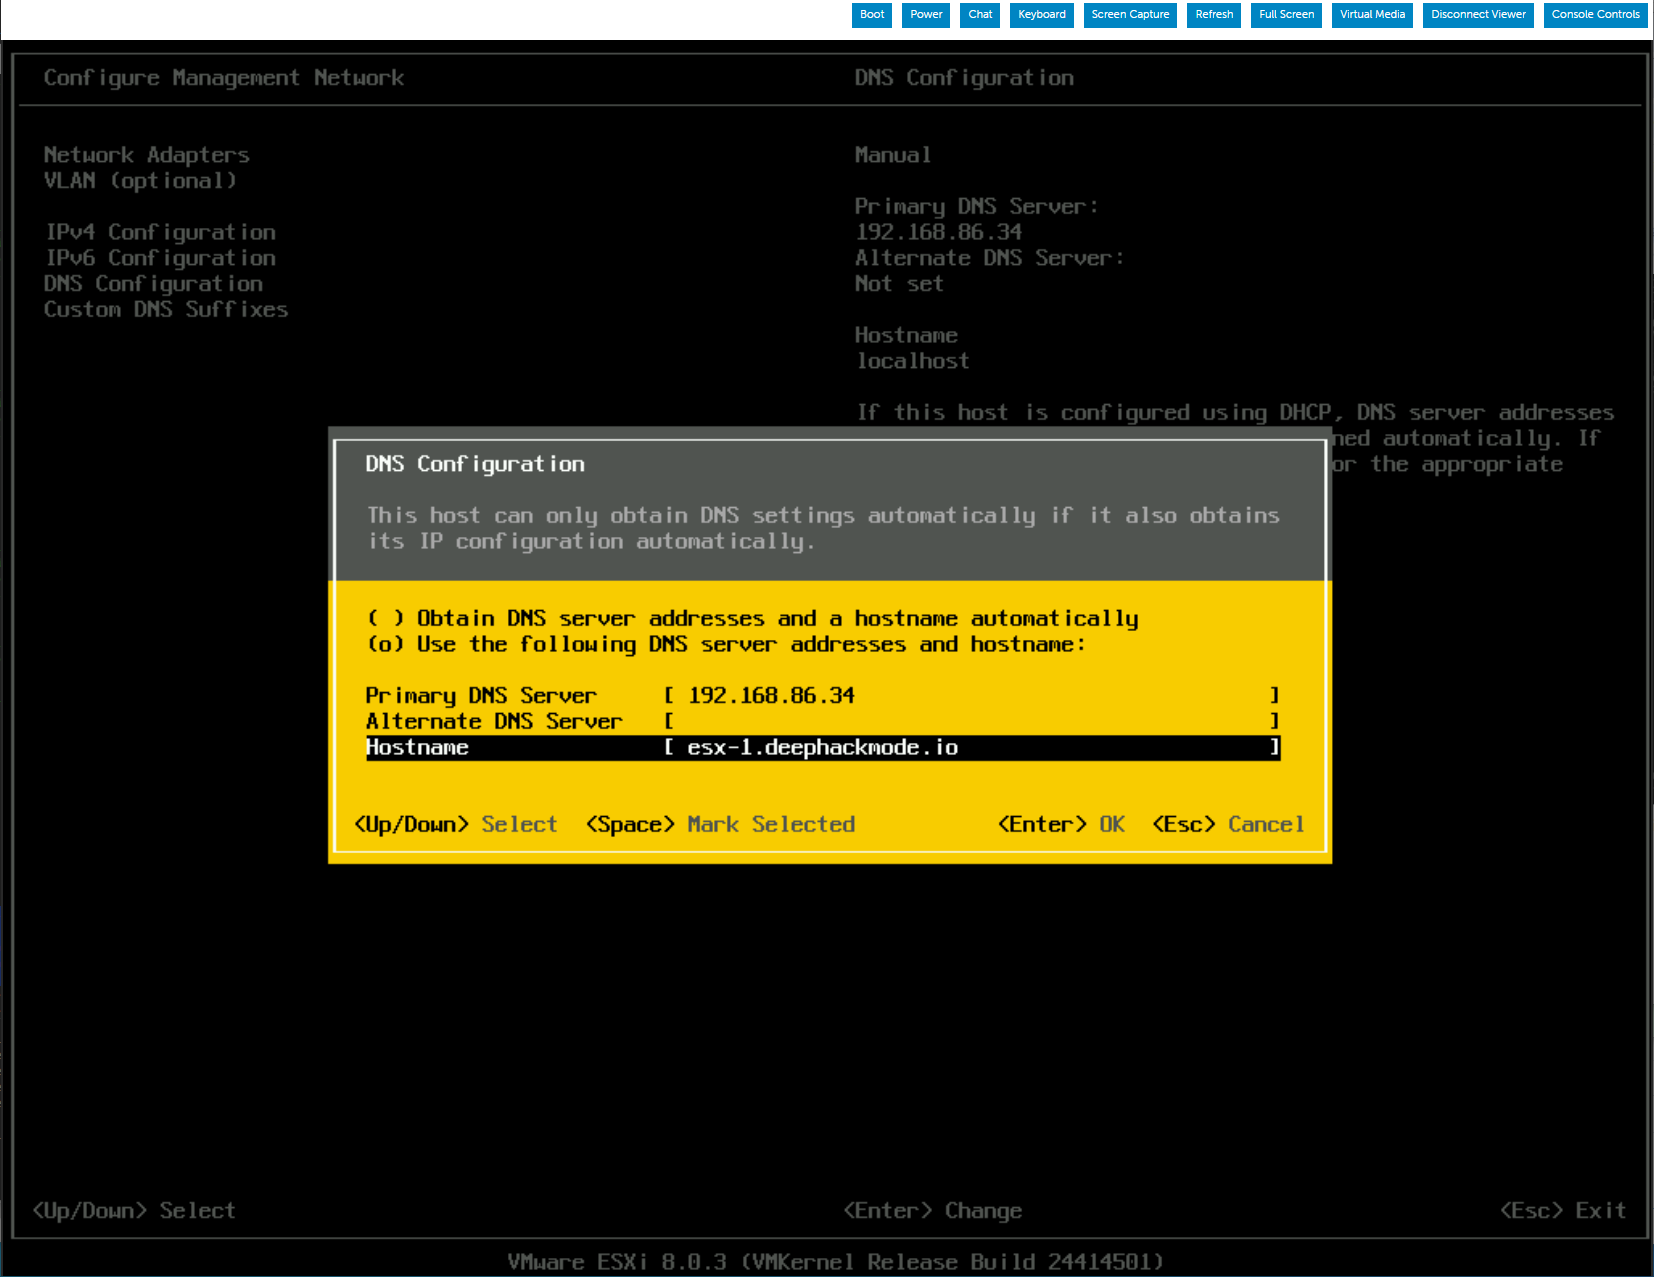 Boot Power Chat Keyboard Screen Capture Refresh Full Screen Virtual Media Disconnect Viewer Console Controls
Configure Management Network
DNS Configuration
Network Adapters
VLAN (optional)
IPv4 Configuration
IPv6 Configuration
DNS Configuration
Custom DNS Suffixes
Manual
Primary DNS Server:
192.168.86.34
Alternate DNS Server:
Not set
Hostname
localhost
If this host is configured using DHCP, DNS server addresses
ned automatically. If
or the appropriate
DNS Configuration
This host can only obtain DNS settings automatically if it also obtains
its IP configuration automatically.
( ) Obtain DNS server addresses and a hostname automatically
(o) Use the following DNS server addresses and hostname:
Primary DNS Server [ 192.168.86.34 ]
Alternate DNS Server [ ]
Hostname [ esx-1.deephackmode.io ]
<Up/Down> Select <Space> Mark Selected <Enter> OK <Esc> Cancel
<Up/Down> Select <Enter> Change <Esc> Exit
VMware ESXi 8.0.3 (VMKernel Release Build 24414501)